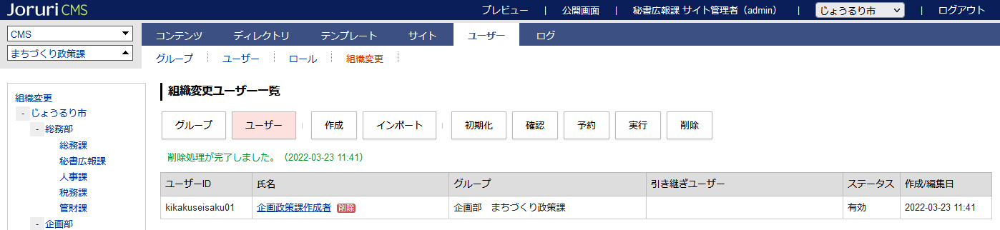 Joruri CMS
プレビュー | 公開画面 | 秘書広報課 サイト管理者（admin） | じょうるり市 | ログアウト
CMS
まちづくり政策課
コンテンツ ディレクトリ テンプレート サイト ユーザー ログ
グループ ユーザー ロール 組織変更
組織変更
- じょうるり市
- 総務部
総務課
秘書広報課
人事課
税務課
管財課
- 企画部
組織変更ユーザー一覧
グループ ユーザー 作成 インポート 初期化 確認 予約 実行 削除
削除処理が完了しました。（2022-03-23 11:41）
ユーザーID 氏名 グループ 引き継ぎユーザー ステータス 作成/編集日
kikakuseisaku01 企画政策課作成者 削除 企画部　まちづくり政策課 有効 2022-03-23 11:41